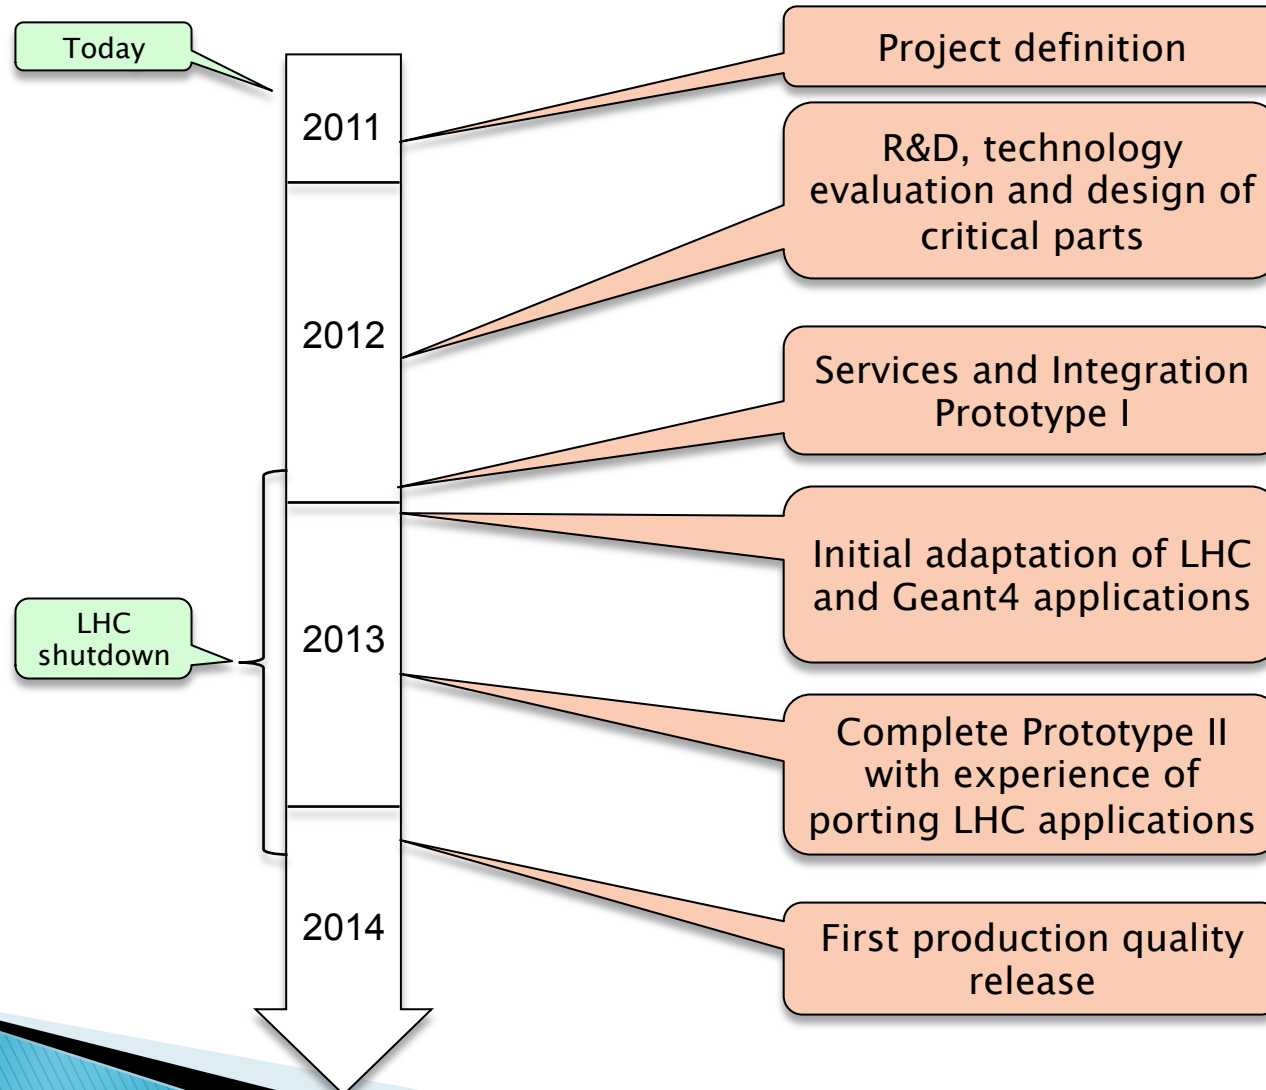 Today
Project definition
2011
R&D, technology
evaluation and design of
critical parts
2012
Services and Integration
Prototype I
Initial adaptation of LHC
and Geant4 applications
LHC
shutdown
2013
Complete Prototype II
with experience of
porting LHC applications
2014
First production quality
release